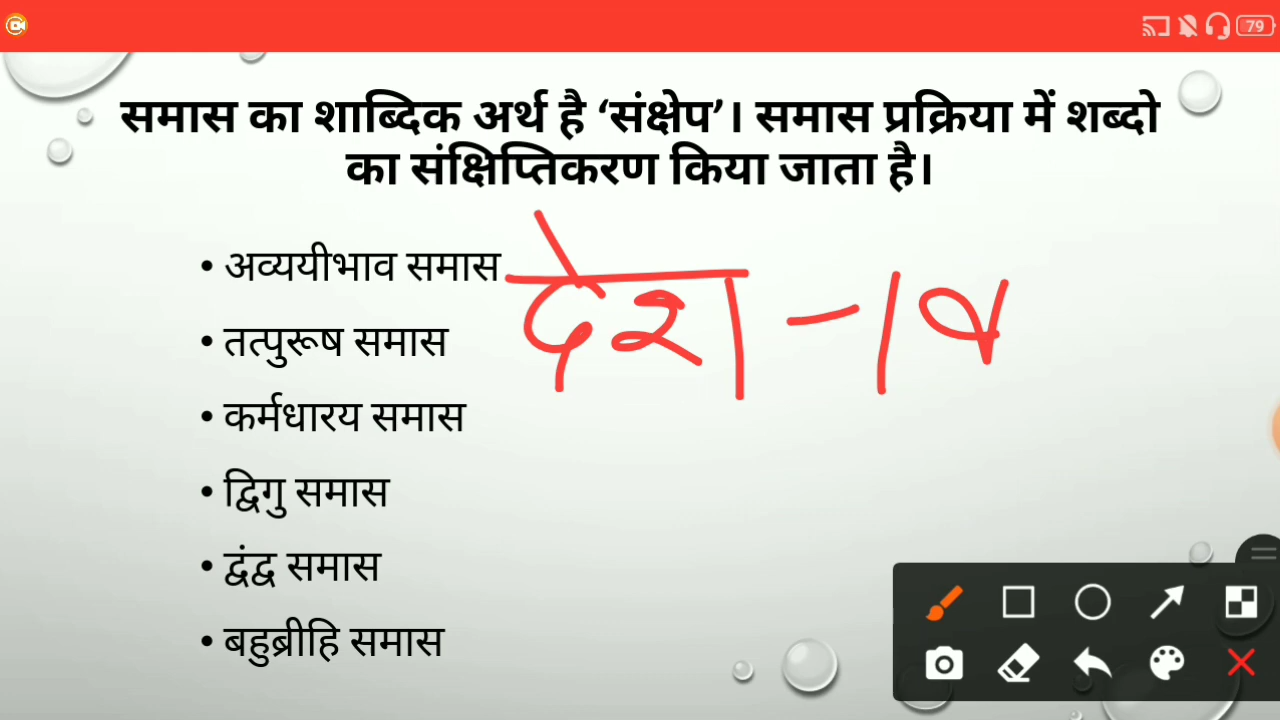 79
समास का शाब्दिक अर्थ है ‘संक्षेप’। समास प्रक्रिया में शब्दो
का संक्षिप्तिकरण किया जाता है।
• अव्ययीभाव समास
देश -
• तत्पुरूष समास
• कर्मधारय समास
• द्विगु समास
• द्वंद्व समास
• बहुब्रीहि समास